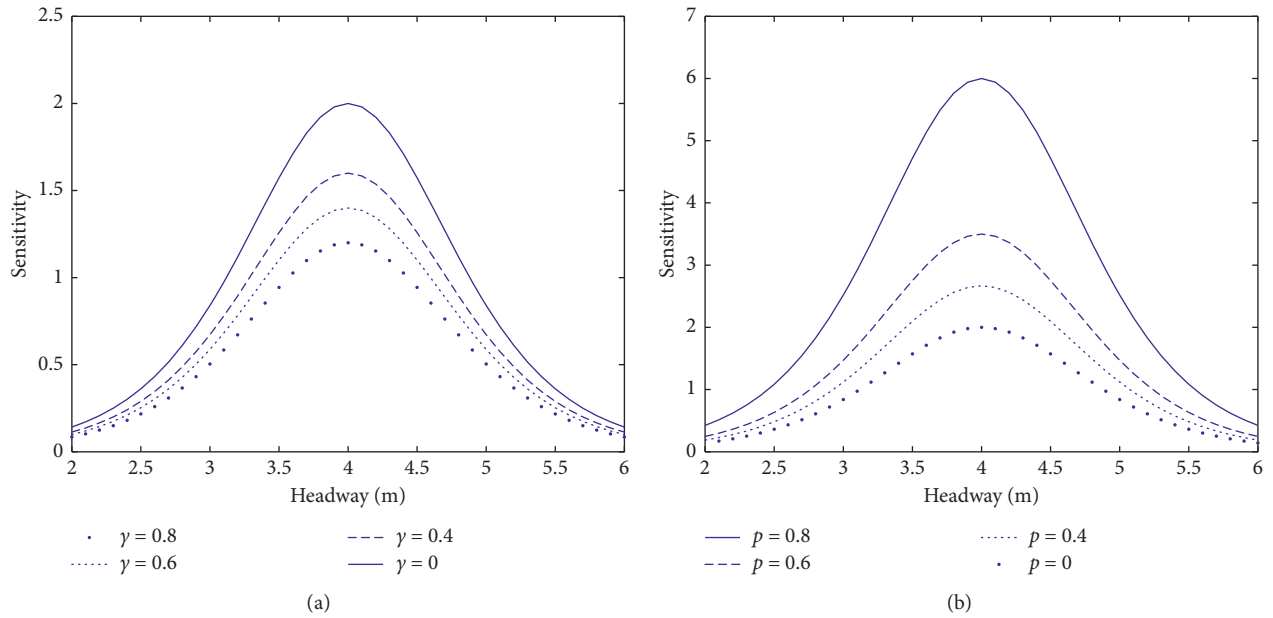 2.5
2
1.5
1
0.5
0
Sensitivity
2 2.5 3 3.5 4 4.5 5 5.5 6
Headway (m)
γ = 0.8
γ = 0.6
γ = 0.4
γ = 0
(a)
7
6
5
4
3
2
1
0
Sensitivity
2 2.5 3 3.5 4 4.5 5 5.5 6
Headway (m)
p = 0.8
p = 0.6
p = 0.4
p = 0
(b)